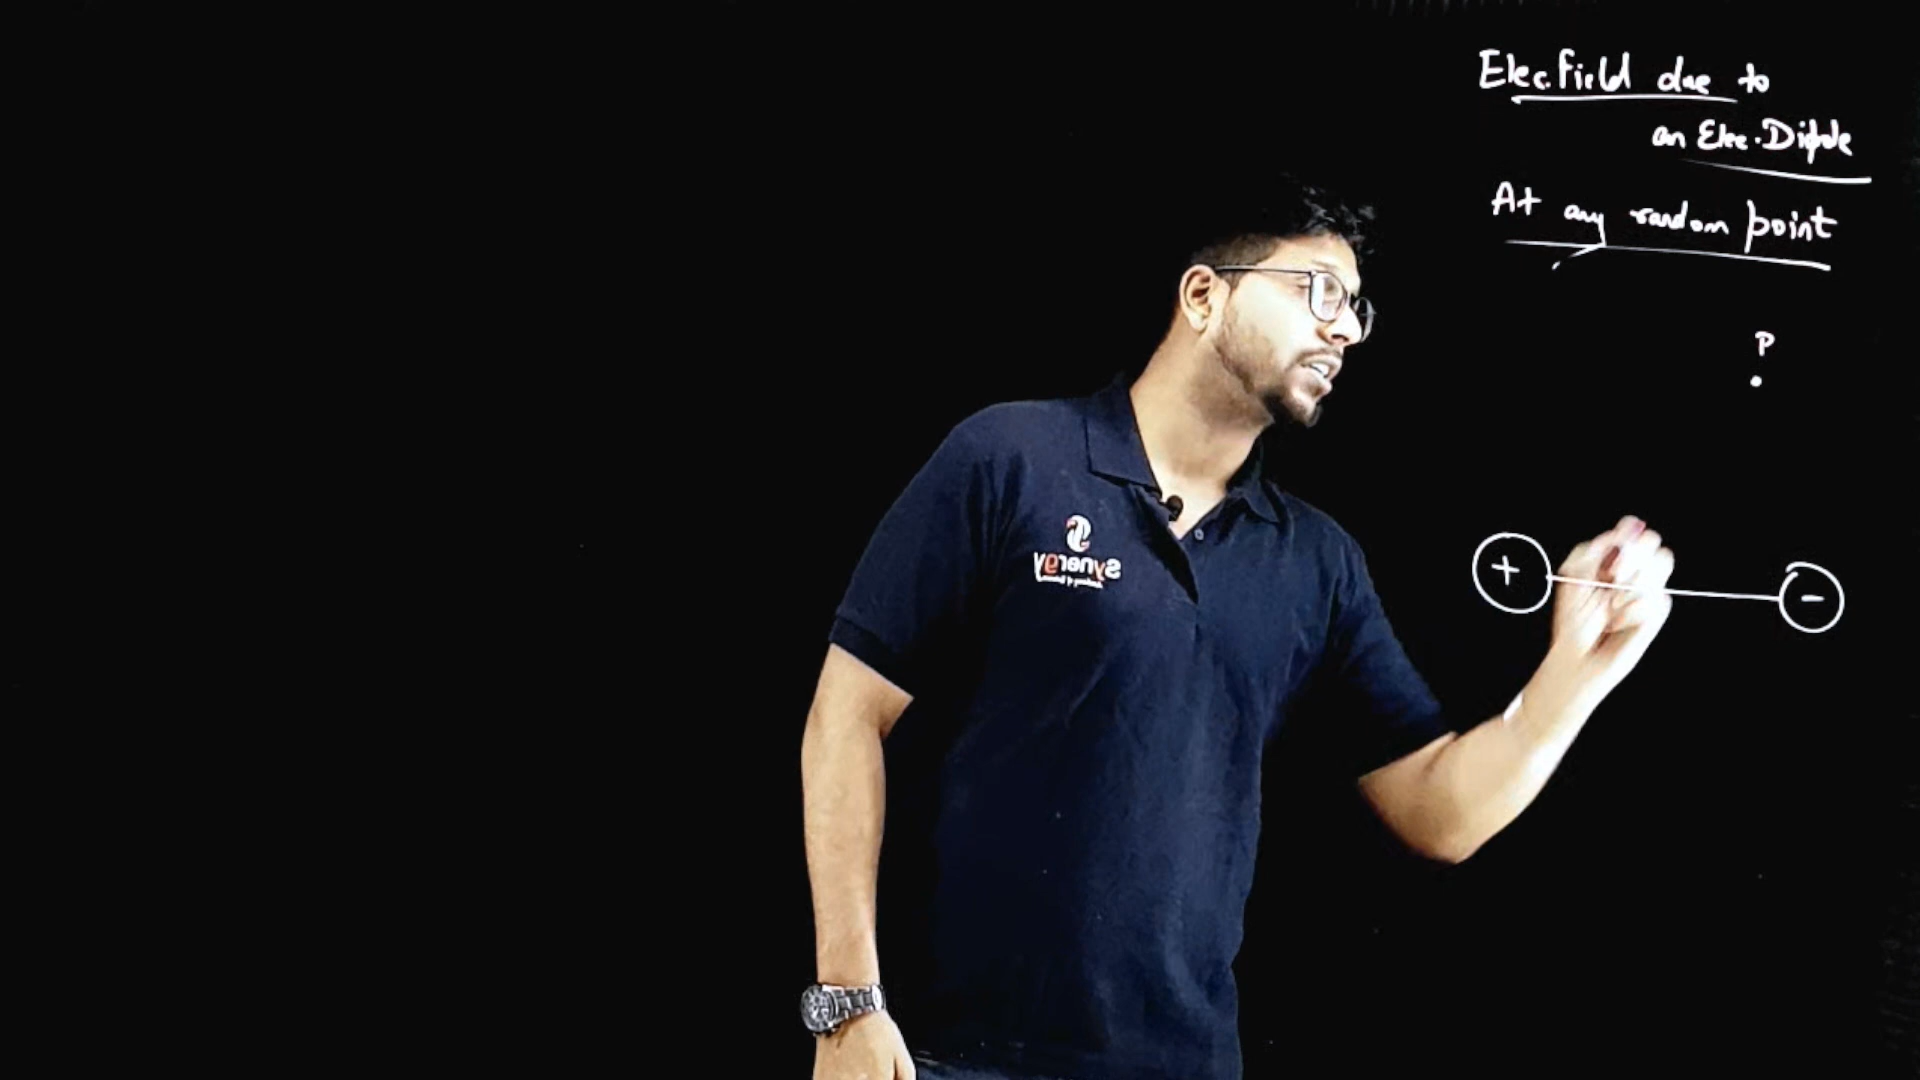 Elec. Field due to
an Elec. Dipole
At any random point
P
+
-
Synergy